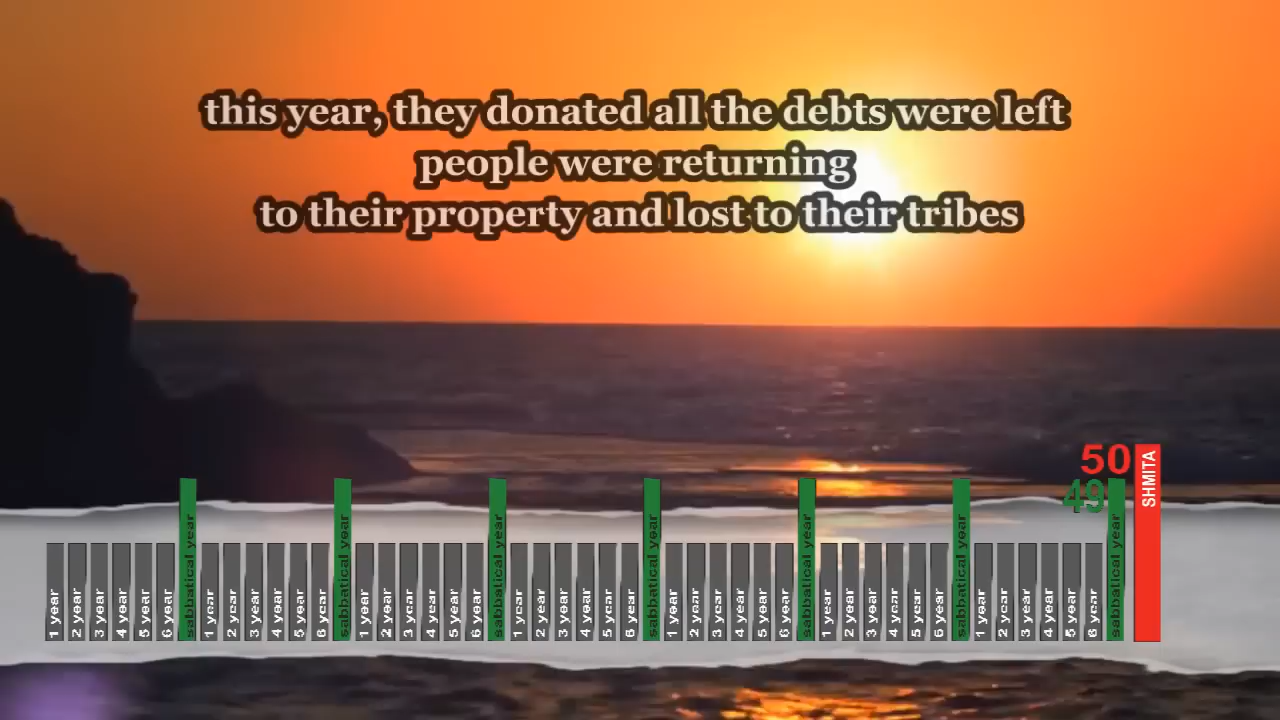 this year, they donated all the debts were left
people were returning
to their property and lost to their tribes
50
49
SHMITA
1 year
2 year
3 year
4 year
5 year
6 year
sabbatical year
1 year
2 year
3 year
4 year
5 year
6 year
sabbatical year
1 year
2 year
3 year
4 year
5 year
6 year
sabbatical year
1 year
2 year
3 year
4 year
5 year
6 year
sabbatical year
1 year
2 year
3 year
4 year
5 year
6 year
sabbatical year
1 year
2 year
3 year
4 year
5 year
6 year
sabbatical year
1 year
2 year
3 year
4 year
5 year
6 year
sabbatical year